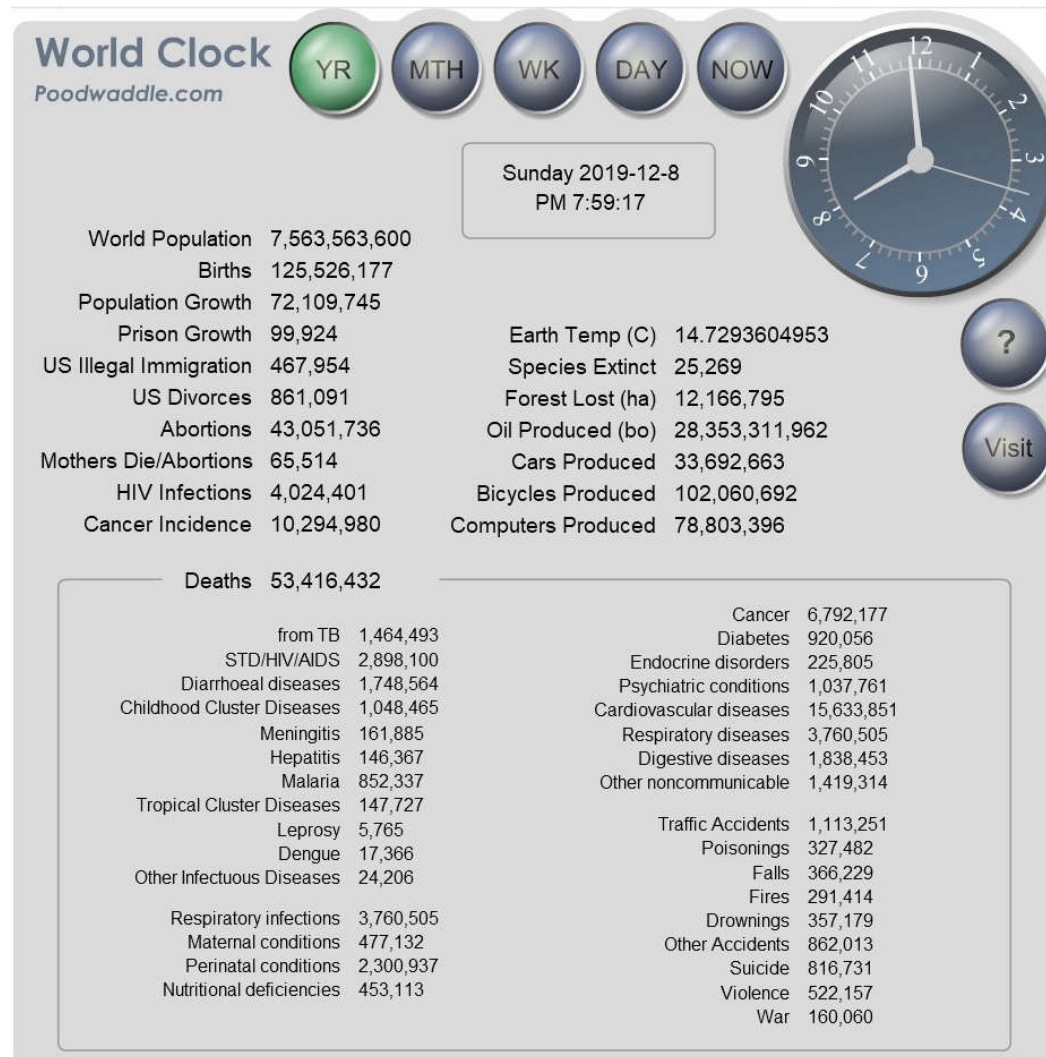 World Clock
Poodwaddle.com
YR MTH WK DAY NOW
12 1 2 3 4 5 6 7 8 9 10 11
Sunday 2019-12-8
PM 7:59:17
World Population 7,563,563,600
Births 125,526,177
Population Growth 72,109,745
Prison Growth 99,924
US Illegal Immigration 467,954
US Divorces 861,091
Abortions 43,051,736
Mothers Die/Abortions 65,514
HIV Infections 4,024,401
Cancer Incidence 10,294,980
Earth Temp (C) 14.7293604953
Species Extinct 25,269
Forest Lost (ha) 12,166,795
Oil Produced (bo) 28,353,311,962
Cars Produced 33,692,663
Bicycles Produced 102,060,692
Computers Produced 78,803,396
?
Visit
Deaths 53,416,432
from TB 1,464,493
STD/HIV/AIDS 2,898,100
Diarrhoeal diseases 1,748,564
Childhood Cluster Diseases 1,048,465
Meningitis 161,885
Hepatitis 146,367
Malaria 852,337
Tropical Cluster Diseases 147,727
Leprosy 5,765
Dengue 17,366
Other Infectuous Diseases 24,206
Respiratory infections 3,760,505
Maternal conditions 477,132
Perinatal conditions 2,300,937
Nutritional deficiencies 453,113
Cancer 6,792,177
Diabetes 920,056
Endocrine disorders 225,805
Psychiatric conditions 1,037,761
Cardiovascular diseases 15,633,851
Respiratory diseases 3,760,505
Digestive diseases 1,838,453
Other noncommunicable 1,419,314
Traffic Accidents 1,113,251
Poisonings 327,482
Falls 366,229
Fires 291,414
Drownings 357,179
Other Accidents 862,013
Suicide 816,731
Violence 522,157
War 160,060